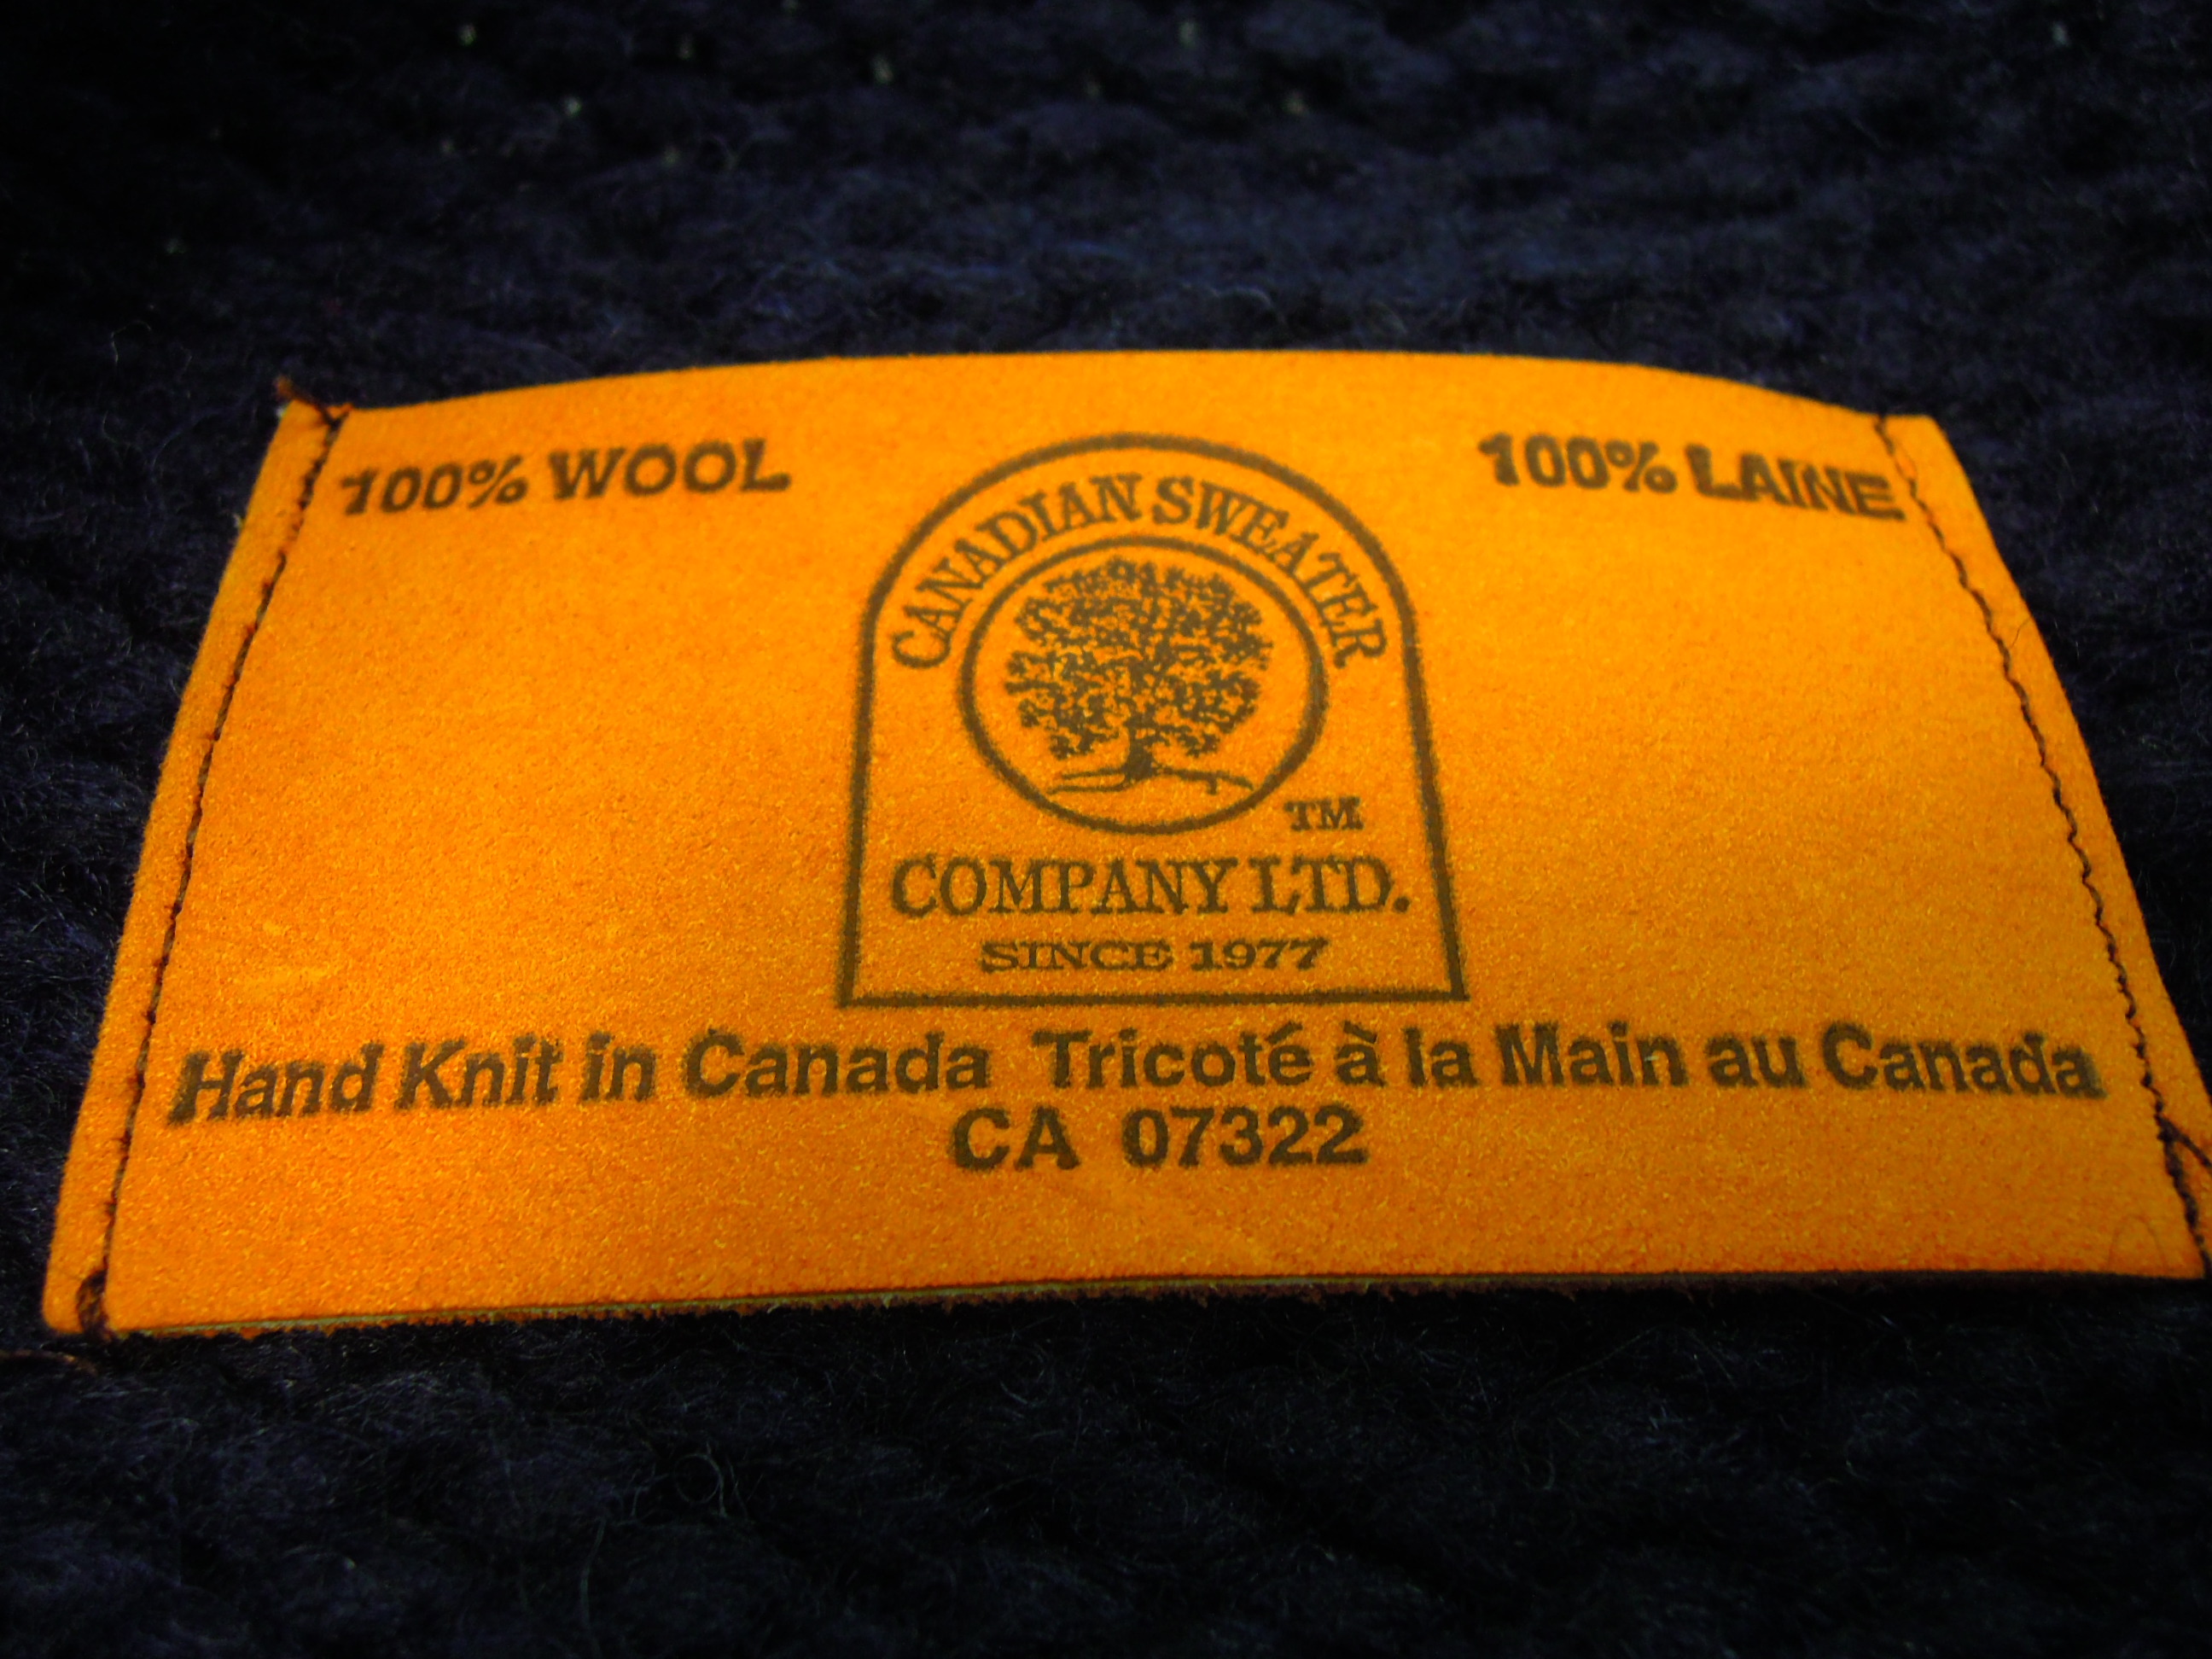 100% WOOL
100% LAINE
CANADIAN SWEATER
TM
COMPANY LTD.
SINCE 1977
Hand Knit in Canada Tricoté à la Main au Canada
CA 07322